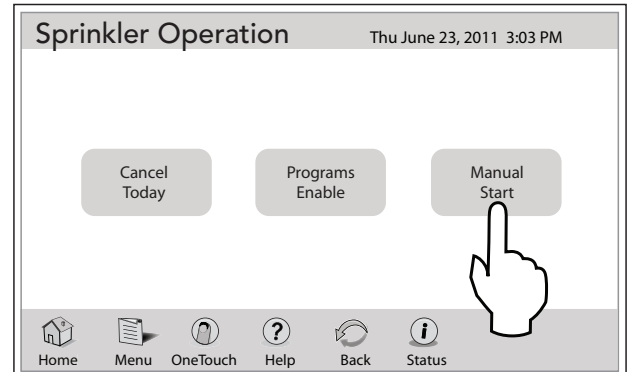 Sprinkler Operation
Thu June 23, 2011 3:03 PM
Cancel
Today
Programs
Enable
Manual
Start
Home
Menu
OneTouch
?
Help
Back
i
Status